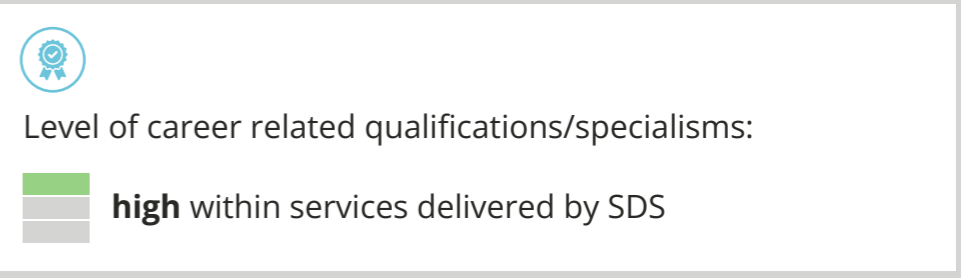 Level of career related qualifications/specialisms:
high within services delivered by SDS